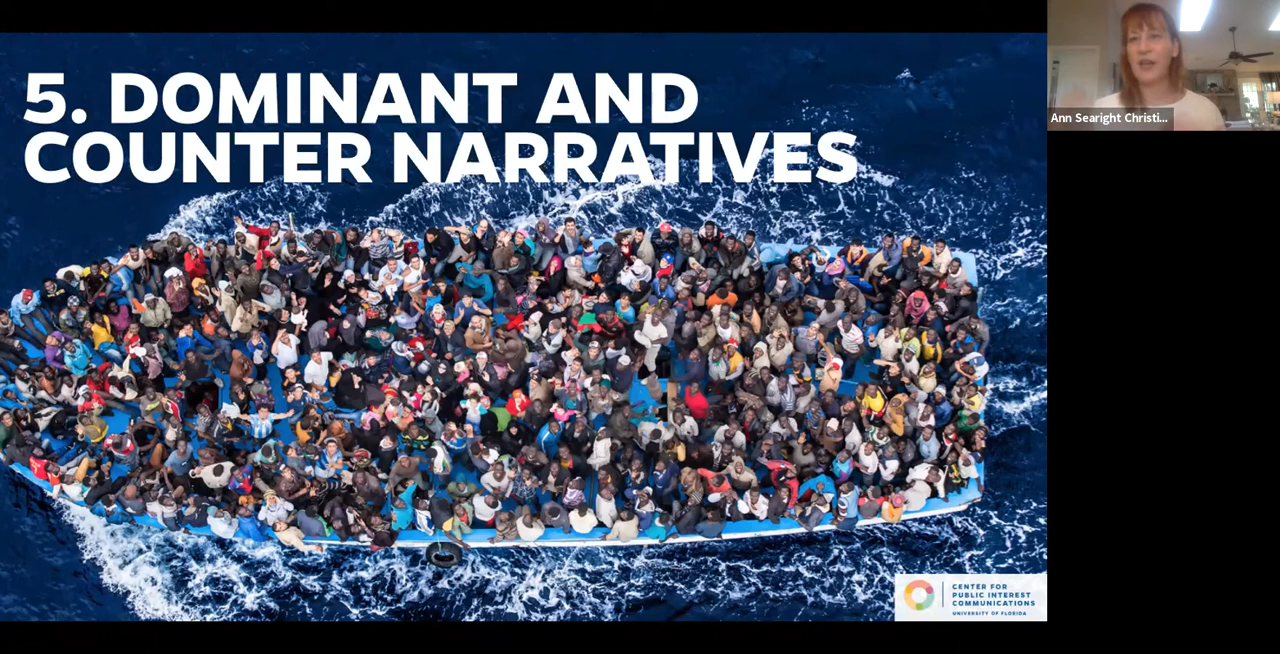 5. DOMINANT AND
COUNTER NARRATIVES
Ann Searight Christi...
CENTER FOR
PUBLIC INTEREST
COMMUNICATIONS
UNIVERSITY OF FLORIDA